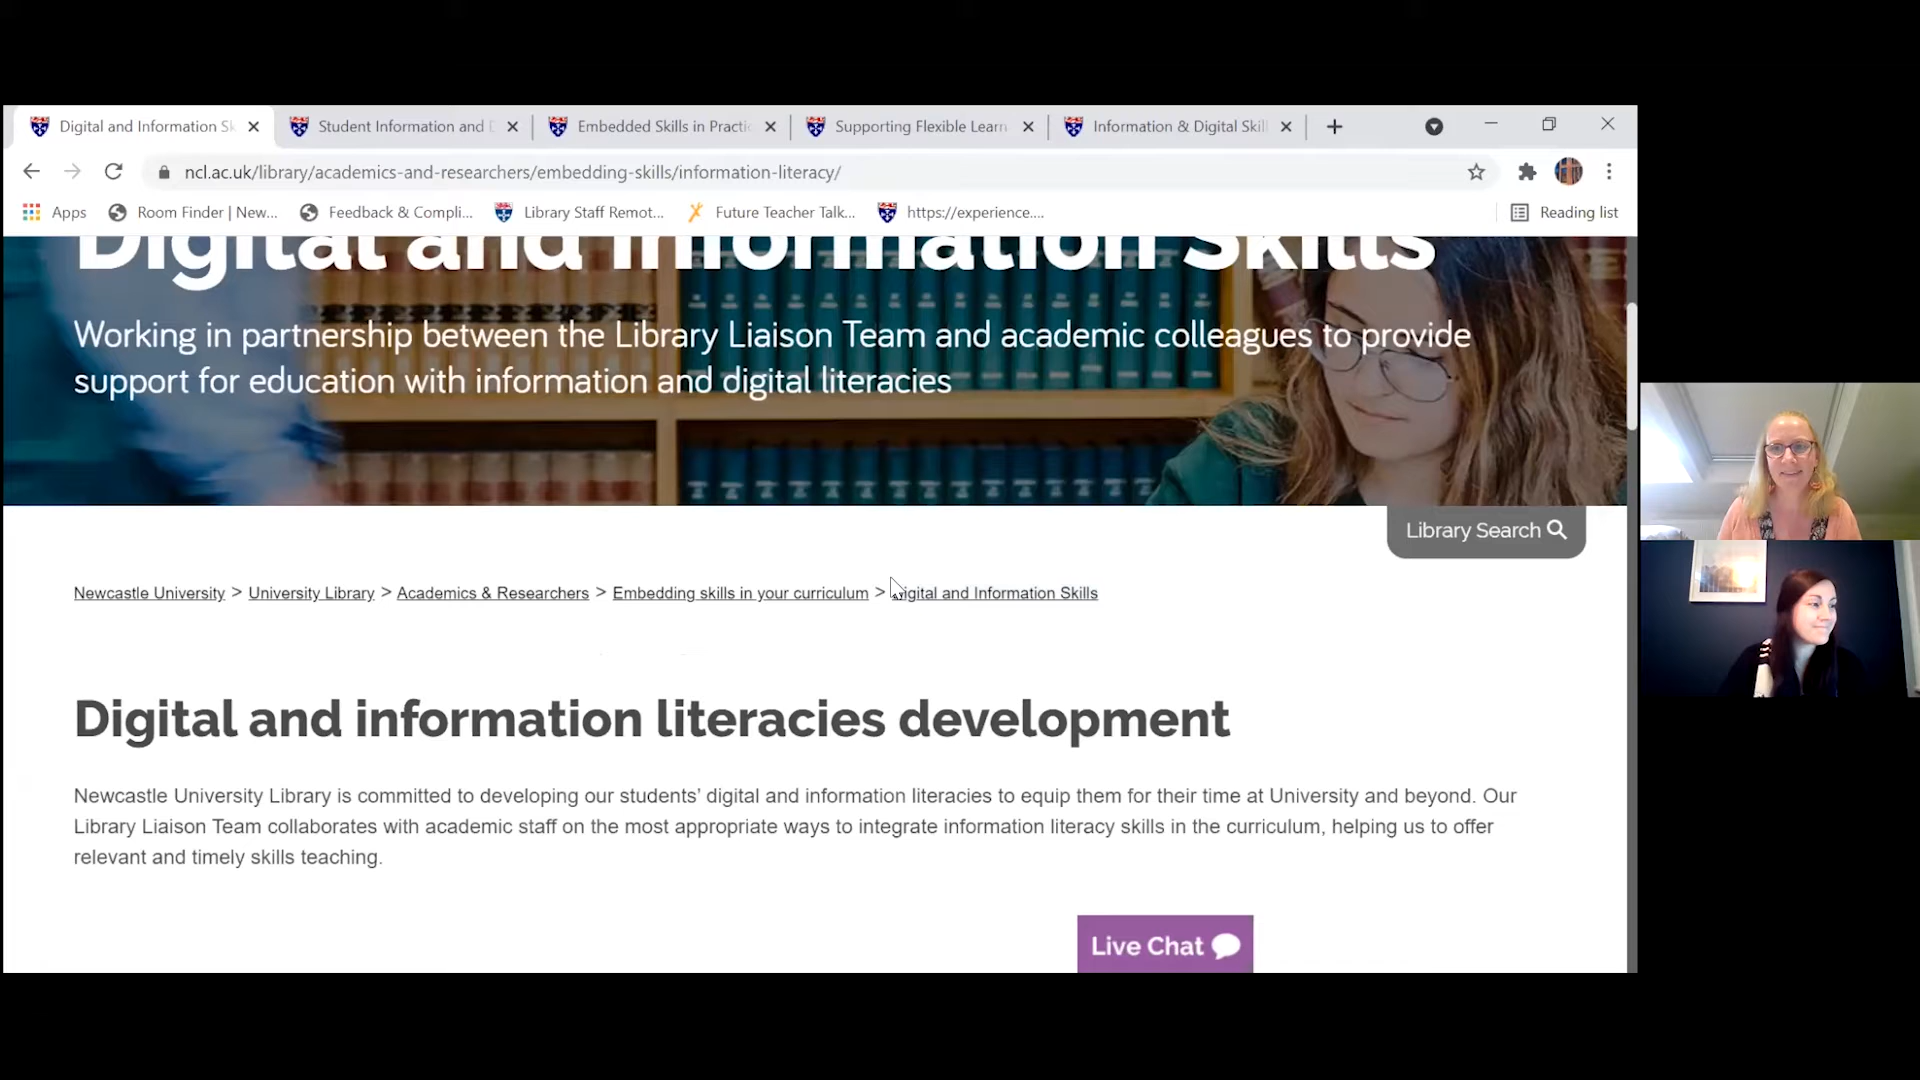 Digital and Information Sk
Student Information and D
Embedded Skills in Practic
Supporting Flexible Learn
Information & Digital Skil
ncl.ac.uk/library/academics-and-researchers/embedding-skills/information-literacy/
Apps
Room Finder | New...
Feedback & Compli...
Library Staff Remot...
Future Teacher Talk...
https://experience....
Reading list
Digital and Information Skills
Working in partnership between the Library Liaison Team and academic colleagues to provide
support for education with information and digital literacies
Library Search
Newcastle University > University Library > Academics & Researchers > Embedding skills in your curriculum > Digital and Information Skills
Digital and information literacies development
Newcastle University Library is committed to developing our students’ digital and information literacies to equip them for their time at University and beyond. Our
Library Liaison Team collaborates with academic staff on the most appropriate ways to integrate information literacy skills in the curriculum, helping us to offer
relevant and timely skills teaching.
Live Chat